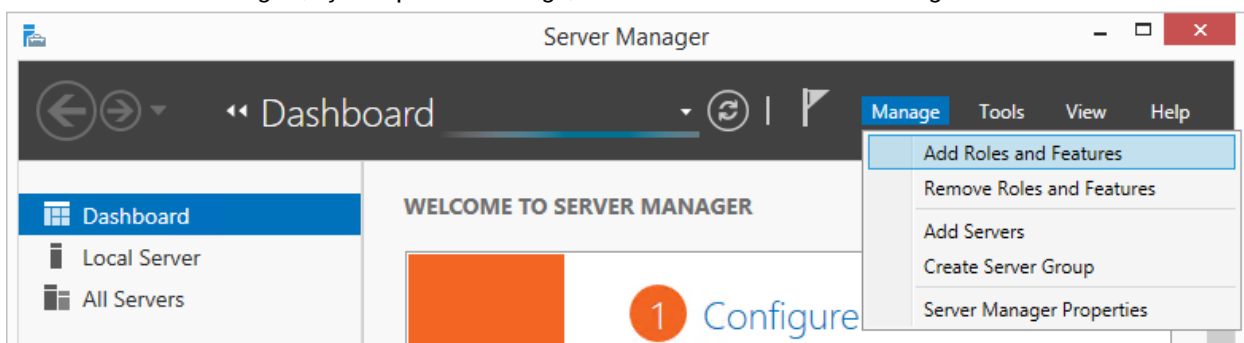 Server Manager
Dashboard
Manage Tools View Help
Add Roles and Features
Remove Roles and Features
Add Servers
Create Server Group
Server Manager Properties
Dashboard
Local Server
All Servers
WELCOME TO SERVER MANAGER
1 Configure